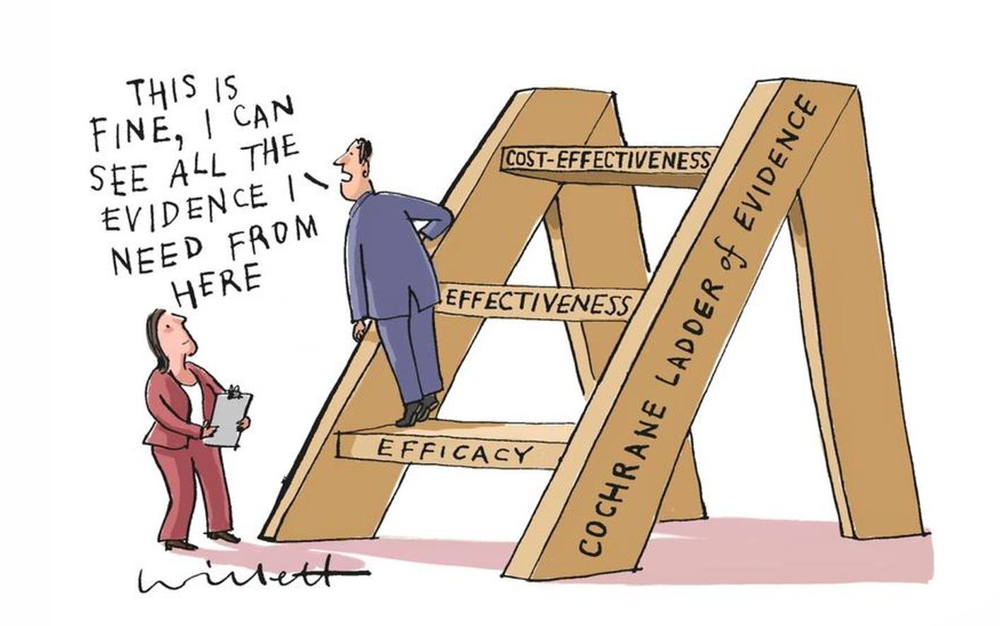 THIS IS
FINE, I CAN
SEE ALL THE
EVIDENCE I
NEED FROM
HERE
COST-EFFECTIVENESS
EFFECTIVENESS
EFFICACY
COCHRANE LADDER of EVIDENCE